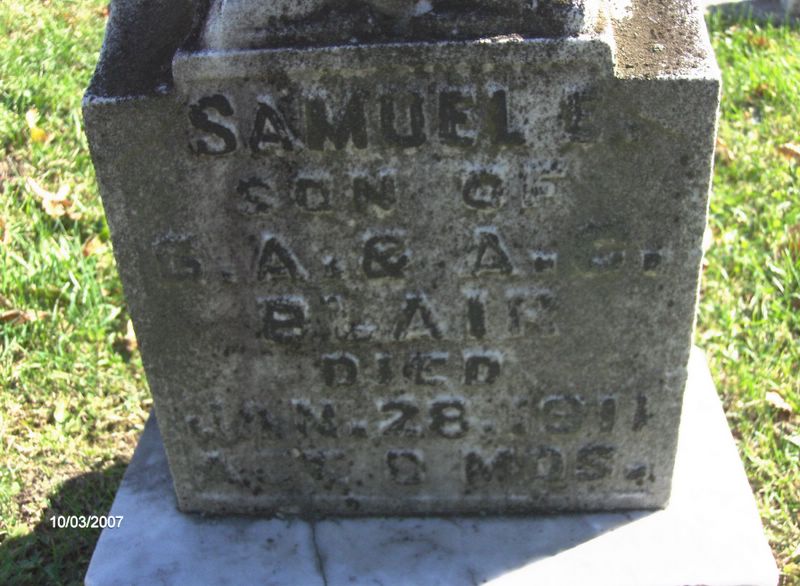 SAMUEL E.
SON OF
A. & A.
BLAIR
DIED
JAN. 28. 1911
MOS.
10/03/2007